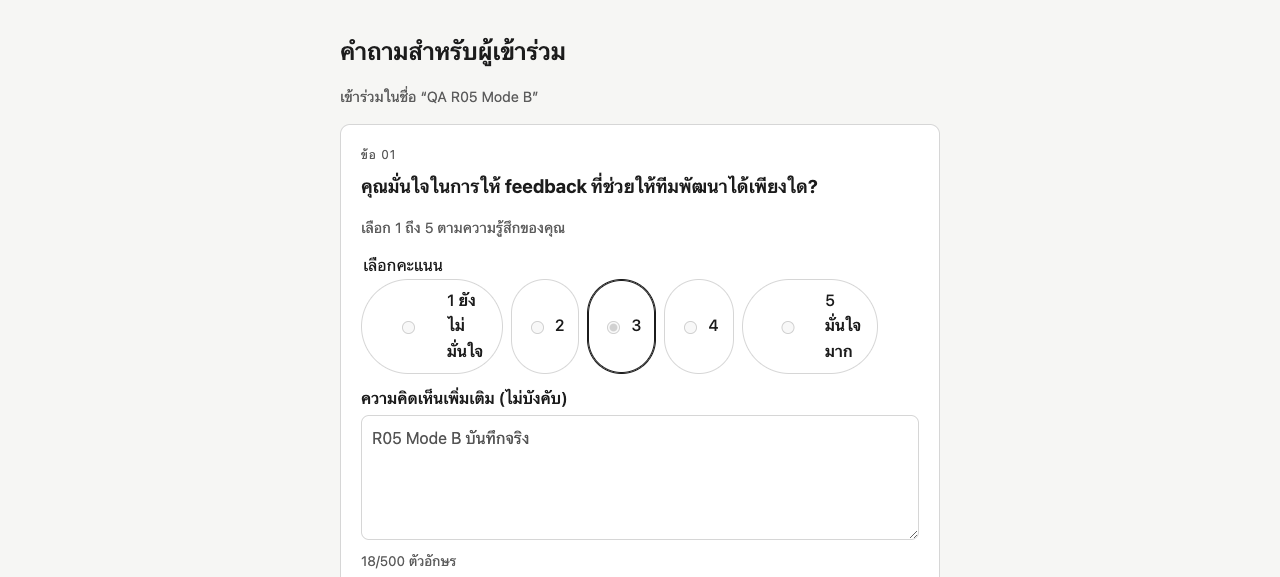 คำถามสำหรับผู้เข้าร่วม
เข้าร่วมในชื่อ “QA R05 Mode B”
ข้อ 01
คุณมั่นใจในการให้ feedback ที่ช่วยให้ทีมพัฒนาได้เพียงใด?
เลือก 1 ถึง 5 ตามความรู้สึกของคุณ
เลือกคะแนน
1 ยัง
ไม่
มั่นใจ
2
3
4
5
มั่นใจ
มาก
ความคิดเห็นเพิ่มเติม (ไม่บังคับ)
R05 Mode B บันทึกจริง
18/500 ตัวอักษร